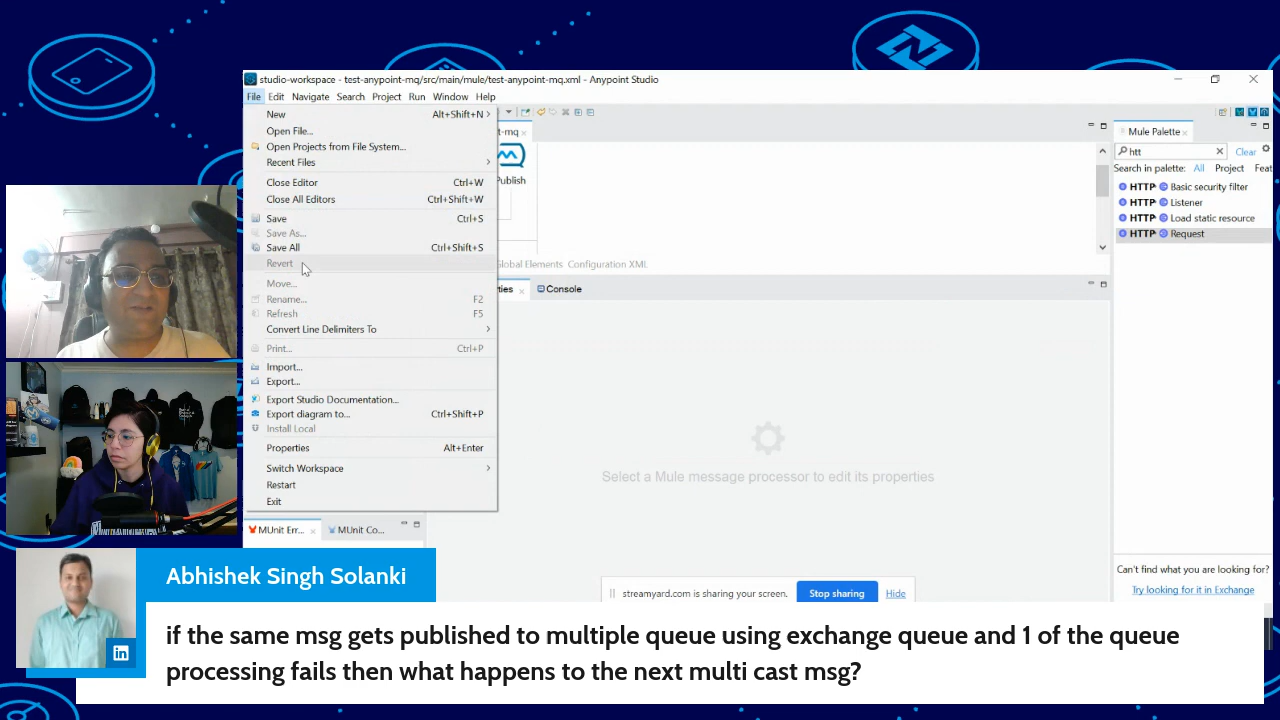 studio-workspace - test-anypoint-mq/src/main/mule/test-anypoint-mq.xml - Anypoint Studio
File Edit Navigate Search Project Run Window Help
New Alt+Shift+N
Open File...
Open Projects from File System...
Recent Files
Close Editor Ctrl+W
Close All Editors Ctrl+Shift+W
Save Ctrl+S
Save As...
Save All Ctrl+Shift+S
Revert
Move...
Rename... F2
Refresh F5
Convert Line Delimiters To
Print... Ctrl+P
Import...
Export...
Export Studio Documentation...
Export diagram to... Ctrl+Shift+P
Install Local
Properties Alt+Enter
Switch Workspace
Restart
Exit
t-mq
Publish
Global Elements Configuration XML
ties Console
Select a Mule message processor to edit its properties
MUnit Err... MUnit Co...
Mule Palette
htt Clear
Search in palette: All Project Feat
HTTP Basic security filter
HTTP Listener
HTTP Load static resource
HTTP Request
Can't find what you are looking for?
Try looking for it in Exchange
streamyard.com is sharing your screen. Stop sharing Hide
Abhishek Singh Solanki
in
if the same msg gets published to multiple queue using exchange queue and 1 of the queue
processing fails then what happens to the next multi cast msg?